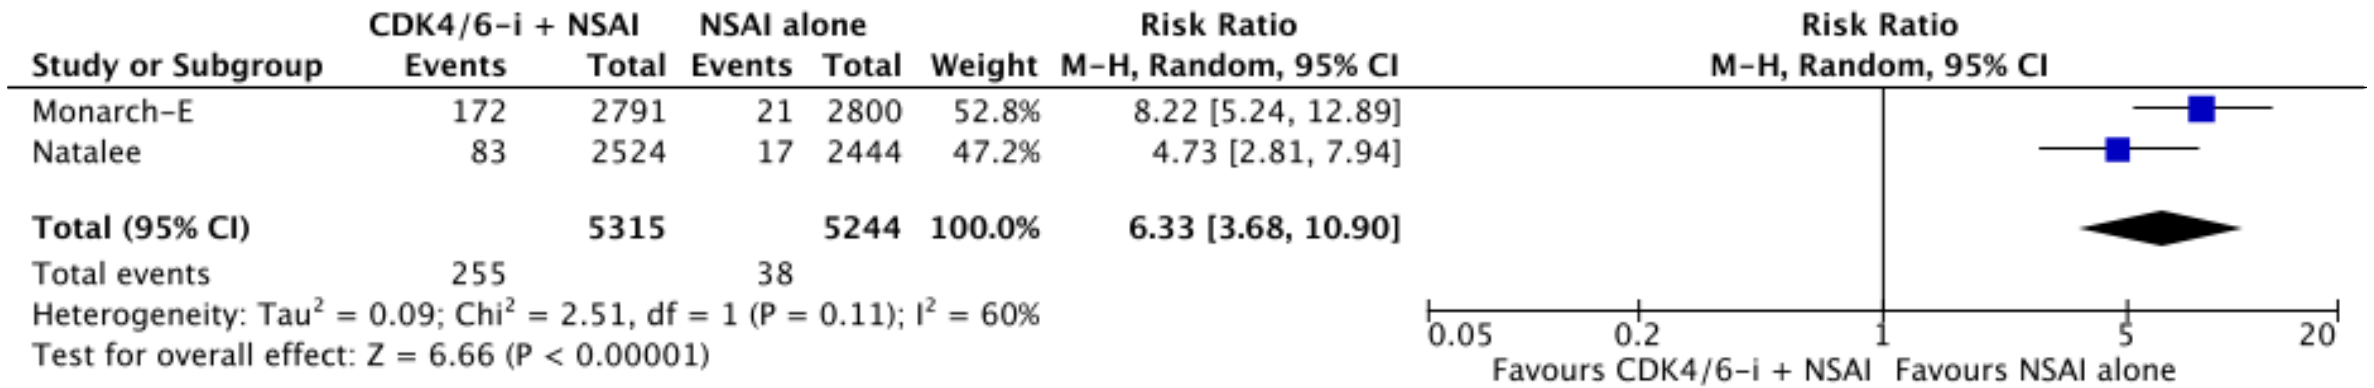 CDK4/6-i + NSAI NSAI alone Risk Ratio Risk Ratio
Study or Subgroup Events Total Events Total Weight M-H, Random, 95% CI M-H, Random, 95% CI
Monarch-E 172 2791 21 2800 52.8% 8.22 [5.24, 12.89]
Natalee 83 2524 17 2444 47.2% 4.73 [2.81, 7.94]
Total (95% CI) 5315 5244 100.0% 6.33 [3.68, 10.90]
Total events 255 38
Heterogeneity: Tau² = 0.09; Chi² = 2.51, df = 1 (P = 0.11); I² = 60%
Test for overall effect: Z = 6.66 (P < 0.00001)
0.05 0.2 1 5 20
Favours CDK4/6-i + NSAI Favours NSAI alone